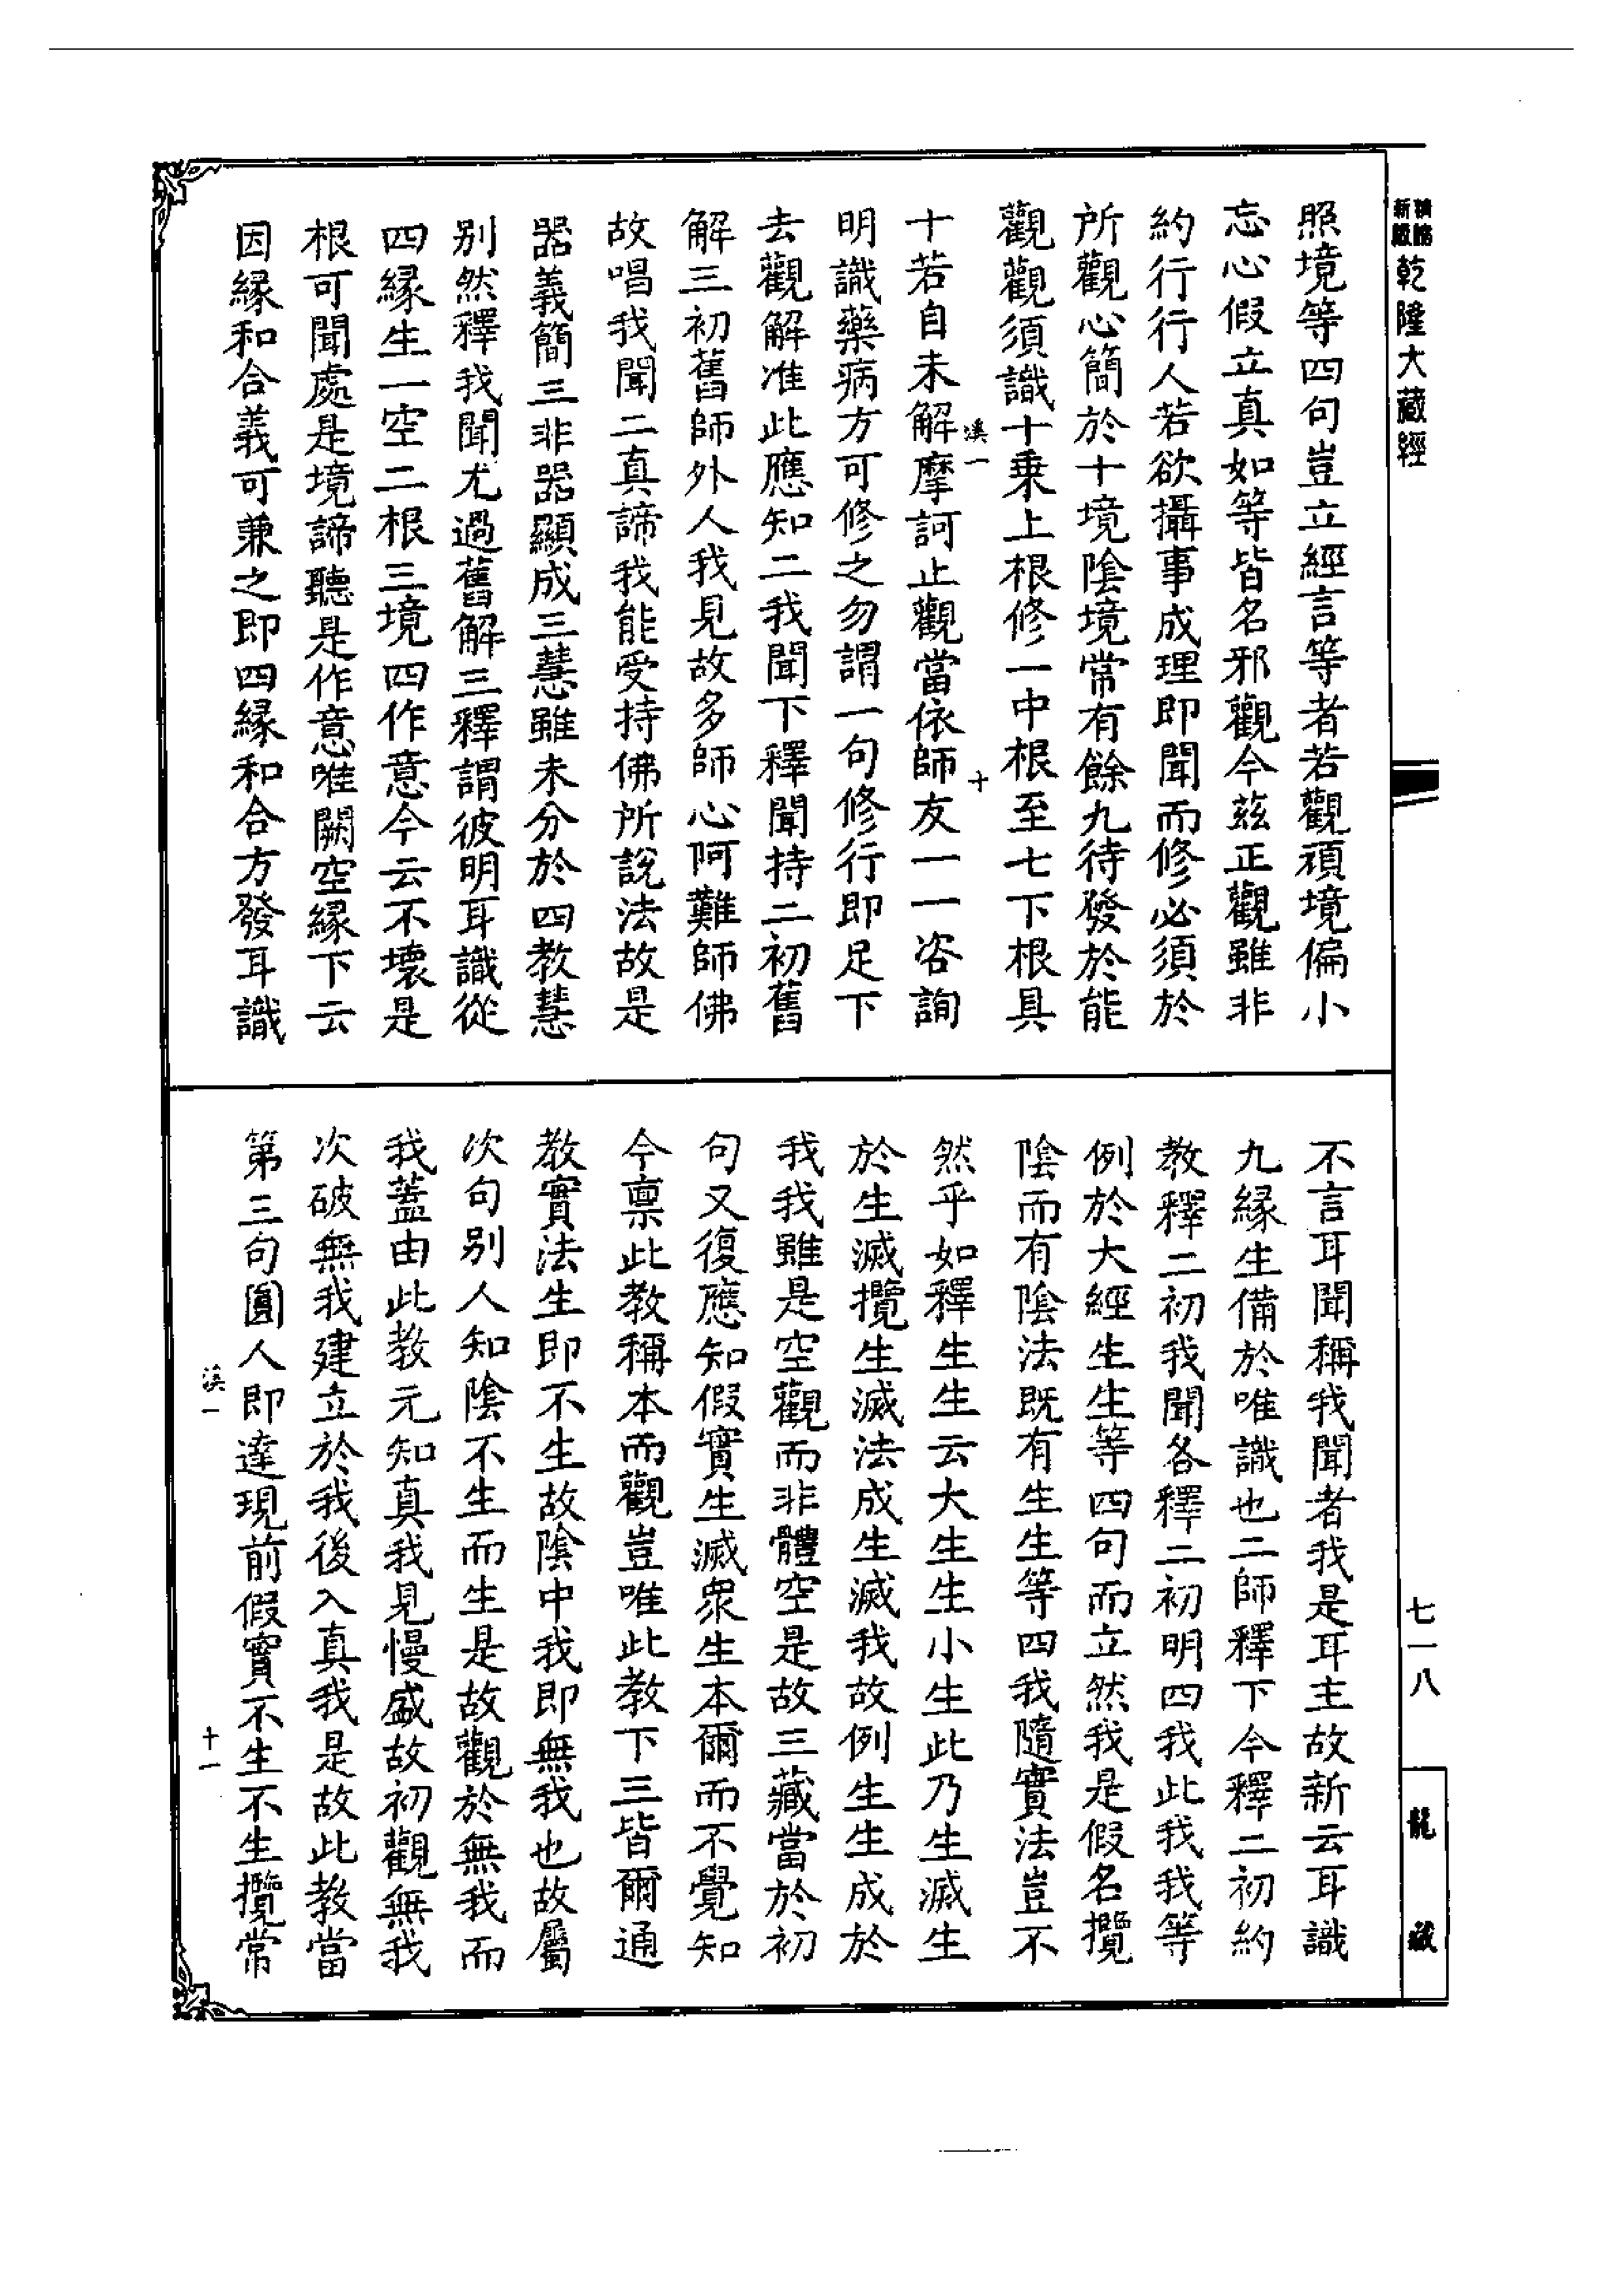 乾隆大藏經
照境等四句豈立經言等者若觀頑境偏小
忘心假立真如等皆名邪觀今茲正觀雖非
約行行人若欲攝事成理即聞而修必須於
所觀心簡於十境陰境常有餘九待發於能
觀觀須識十乗上根修一中根至七下根具
溪一 十
十若自未解摩訶止觀當依師友一一咨詢
明識藥病方可修之勿謂一句修行即足下
去觀解准此應知二我聞下釋聞持二初舊
解三初舊師外人我見故多師心阿難師佛
故唱我聞二真諦我能受持佛所說法故是
器義簡三非器顯成三慧雖未分於四教慧
別然釋我聞尤過舊解三釋謂彼明耳識從
四緣生一空二根三境四作意今云不壞是
根可聞處是境諦聽是作意唯闕空緣下云
因緣和合義可兼之即四緣和合方發耳識
不言耳聞稱我聞者我是耳主故新云耳識
九緣生備於唯識也二師釋下今釋二初約
教釋二初我聞各釋二初明四我此我我等
例於大經生生等四句而立然我是假名攬
陰而有陰法既有生生等四我隨實法豈不
然乎如釋生生云大生生小生此乃生滅生
於生滅攬生滅法成生滅我故例生生成於
我我雖是空觀而非體空是故三藏當於初
句又復應知假實生滅衆生本爾而不覺知
今禀此教稱本而觀豈唯此教下三皆爾通
教實法生即不生故陰中我即無我也故屬
次句別人知陰不生而生是故觀於無我而
我蓋由此教元知真我見慢盛故初觀無我
次破無我建立於我後入真我是故此教當
第三句圓人即達現前假實不生不生攬常
溪一 十一
七一八
龍藏